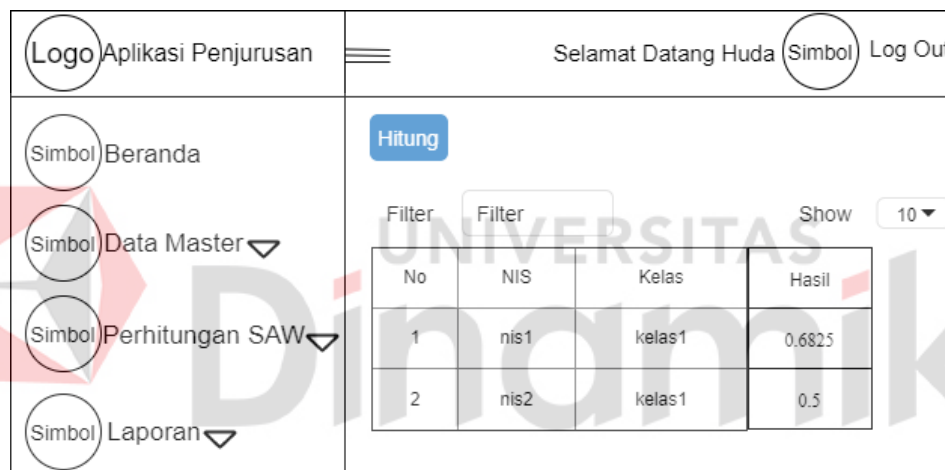 Logo Aplikasi Penjurusan
Selamat Datang Huda Simbol Log Out
Simbol Beranda
Simbol Data Master
Simbol Perhitungan SAW
Simbol Laporan
Hitung
Filter Filter Show 10
No NIS Kelas Hasil
1 nis1 kelas1 0.6825
2 nis2 kelas1 0.5
UNIVERSITAS
Dinamik